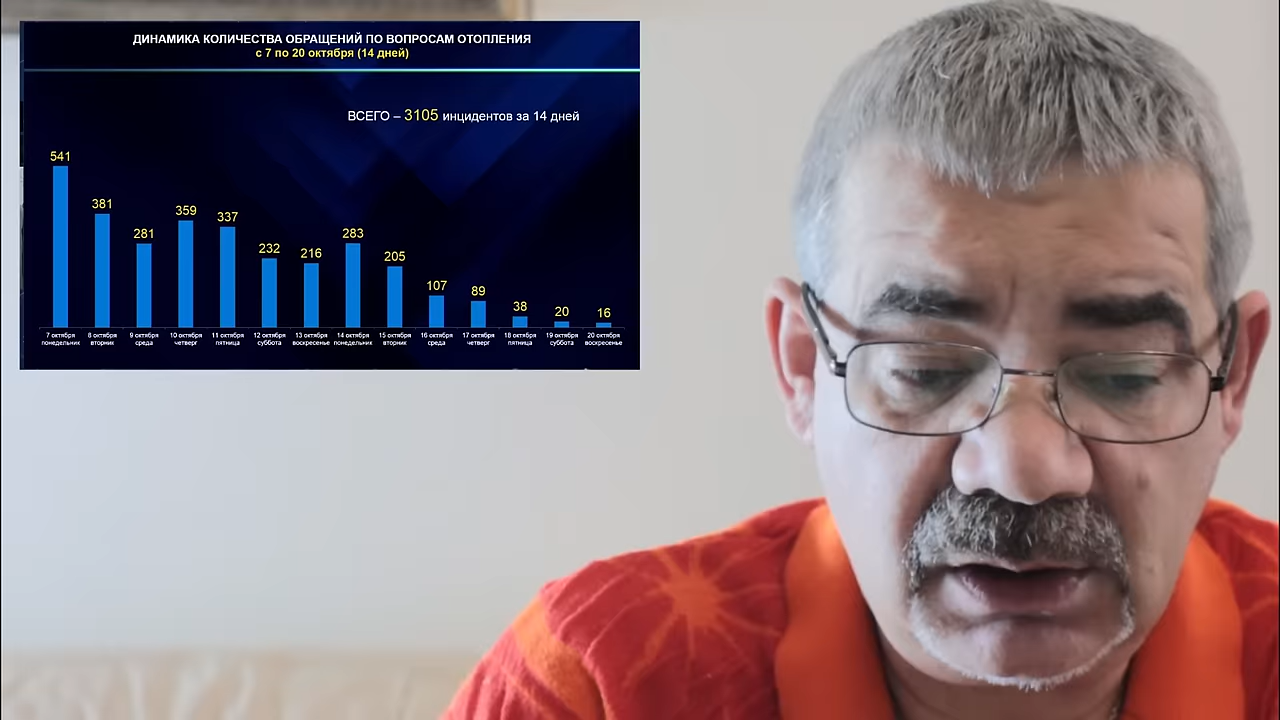 ДИНАМИКА КОЛИЧЕСТВА ОБРАЩЕНИЙ ПО ВОПРОСАМ ОТОПЛЕНИЯ
с 7 по 20 октября (14 дней)
ВСЕГО – 3105 инцидентов за 14 дней
541 381 281 359 337 232 216 283 205 107 89 38 20 16
7 октября 8 октября 9 октября 10 октября 11 октября 12 октября 13 октября 14 октября 15 октября 16 октября 17 октября 18 октября 19 октября 20 октября
понедельник вторник среда четверг пятница суббота воскресенье понедельник вторник среда четверг пятница суббота воскресенье